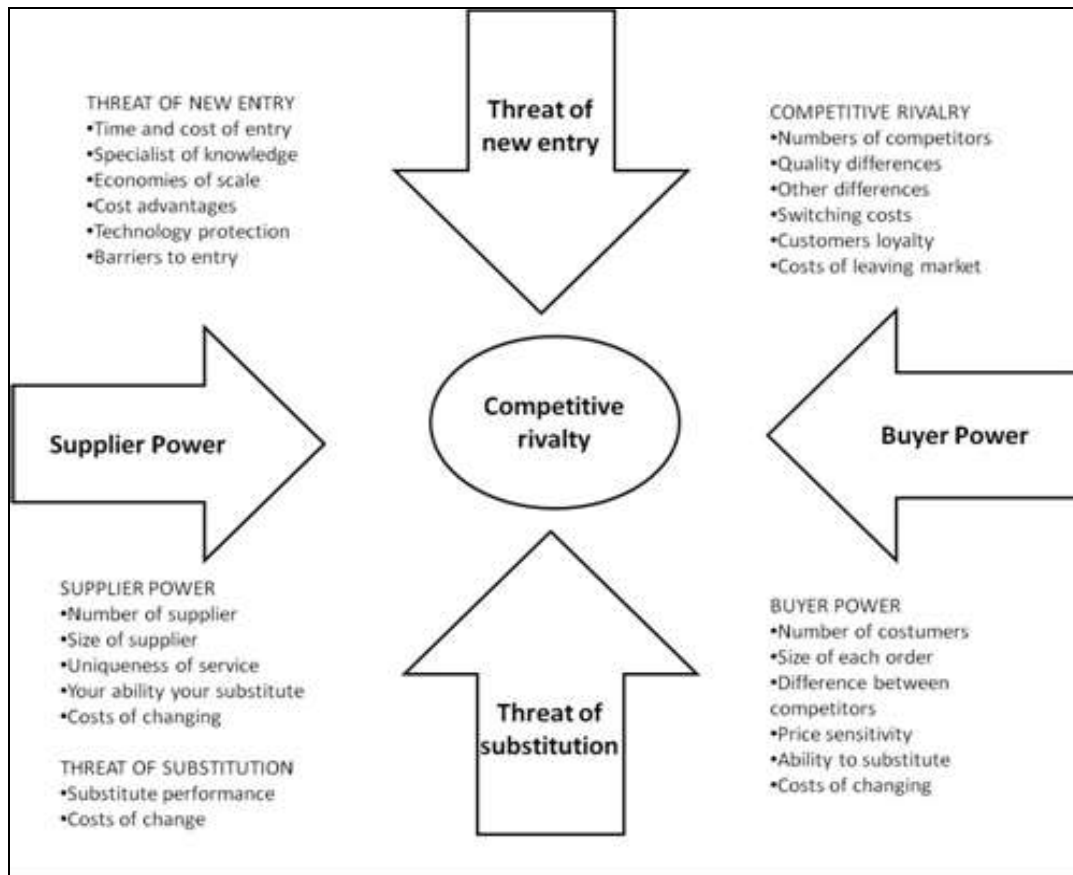 Threat of
new entry
THREAT OF NEW ENTRY
•Time and cost of entry
•Specialist of knowledge
•Economies of scale
•Cost advantages
•Technology protection
•Barriers to entry
COMPETITIVE RIVALRY
•Numbers of competitors
•Quality differences
•Other differences
•Switching costs
•Customers loyalty
•Costs of leaving market
Supplier Power
Competitive
rivalty
Buyer Power
SUPPLIER POWER
•Number of supplier
•Size of supplier
•Uniqueness of service
•Your ability your substitute
•Costs of changing
THREAT OF SUBSTITUTION
•Substitute performance
•Costs of change
Threat of
substitution
BUYER POWER
•Number of costumers
•Size of each order
•Difference between
competitors
•Price sensitivity
•Ability to substitute
•Costs of changing